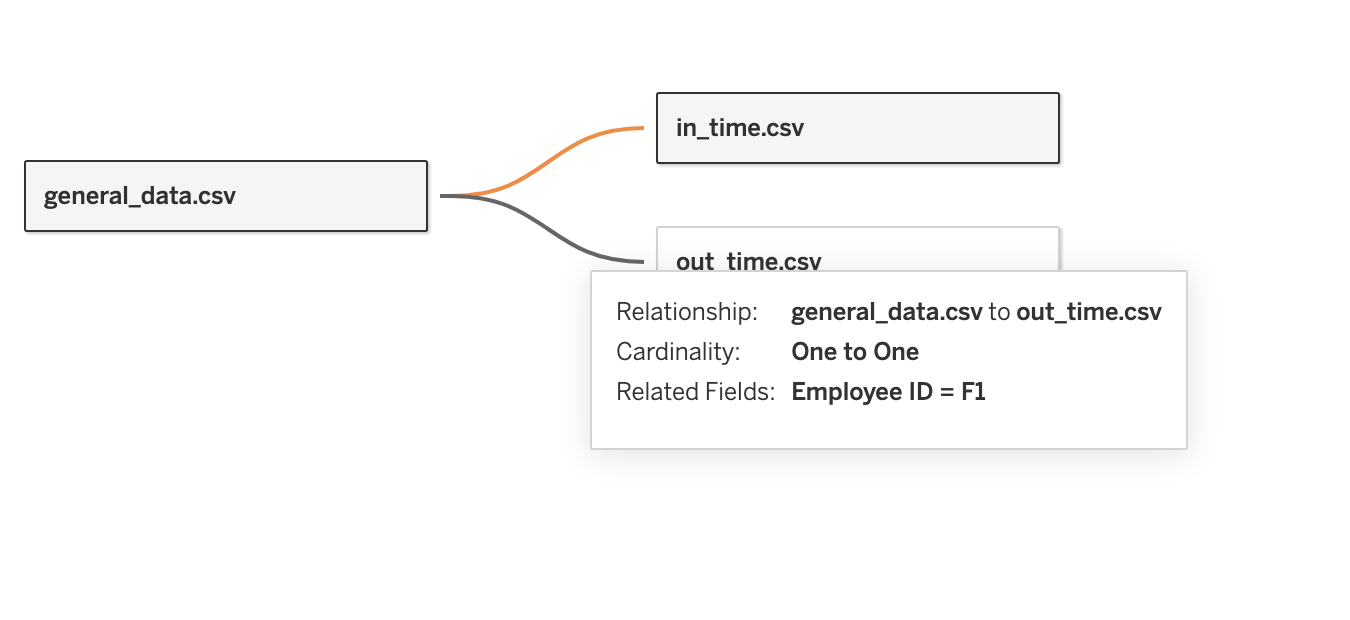 in_time.csv
general_data.csv
out_time.csv
Relationship: general_data.csv to out_time.csv
Cardinality: One to One
Related Fields: Employee ID = F1